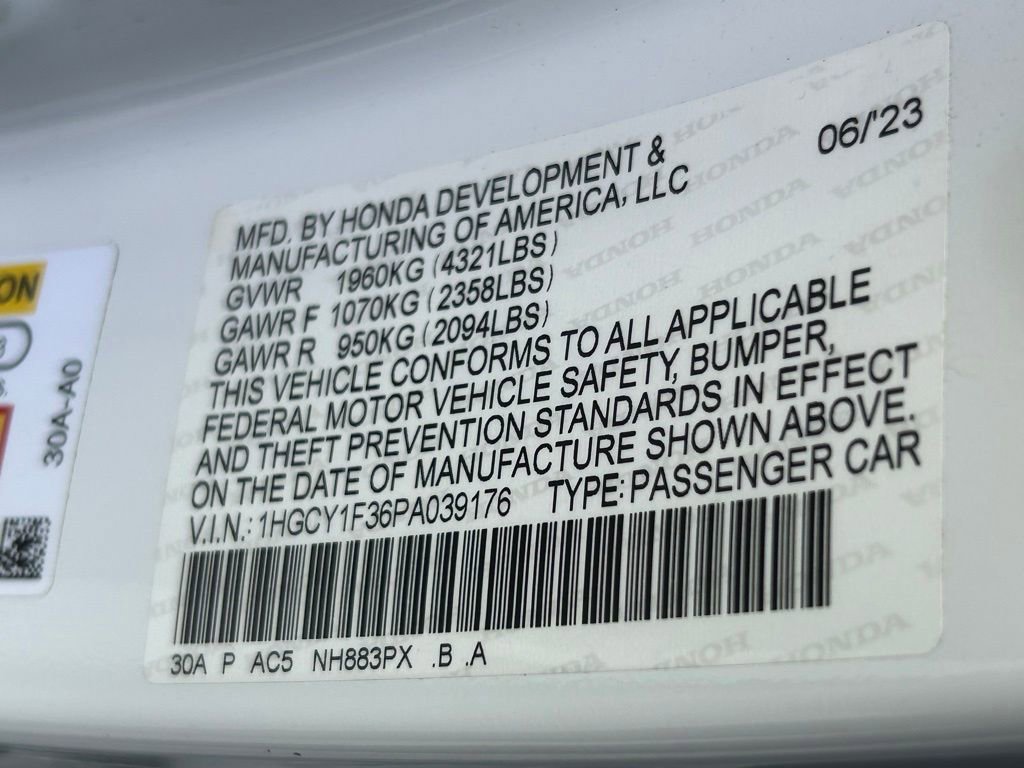 06/'23
MFD. BY HONDA DEVELOPMENT &
MANUFACTURING OF AMERICA, LLC
GVWR 1960KG (4321LBS)
GAWR F 1070KG (2358LBS)
GAWR R 950KG (2094LBS)
THIS VEHICLE CONFORMS TO ALL APPLICABLE
FEDERAL MOTOR VEHICLE SAFETY, BUMPER,
AND THEFT PREVENTION STANDARDS IN EFFECT
ON THE DATE OF MANUFACTURE SHOWN ABOVE.
V.I.N.: 1HGCY1F36PA039176 TYPE: PASSENGER CAR
30A P AC5 NH883PX .B .A
ON
30A-A0
HONDA